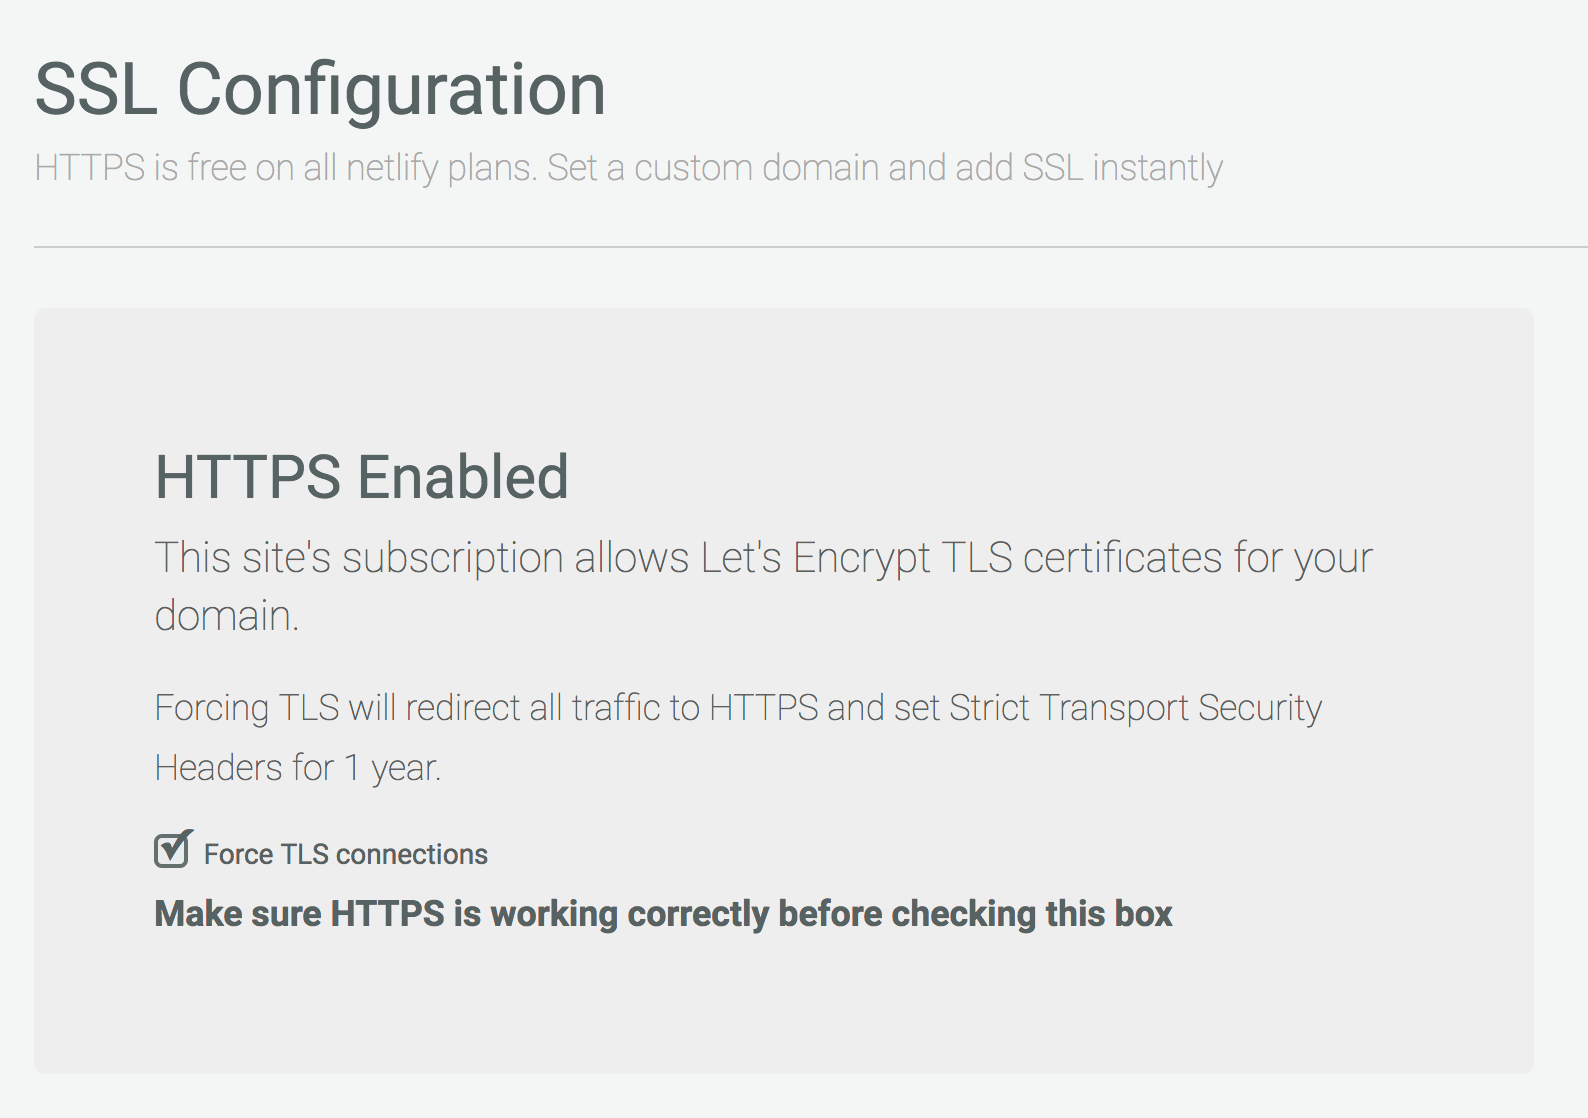 SSL Configuration
HTTPS is free on all netlify plans. Set a custom domain and add SSL instantly
HTTPS Enabled
This site's subscription allows Let's Encrypt TLS certificates for your
domain.
Forcing TLS will redirect all traffic to HTTPS and set Strict Transport Security
Headers for 1 year.
Force TLS connections
Make sure HTTPS is working correctly before checking this box